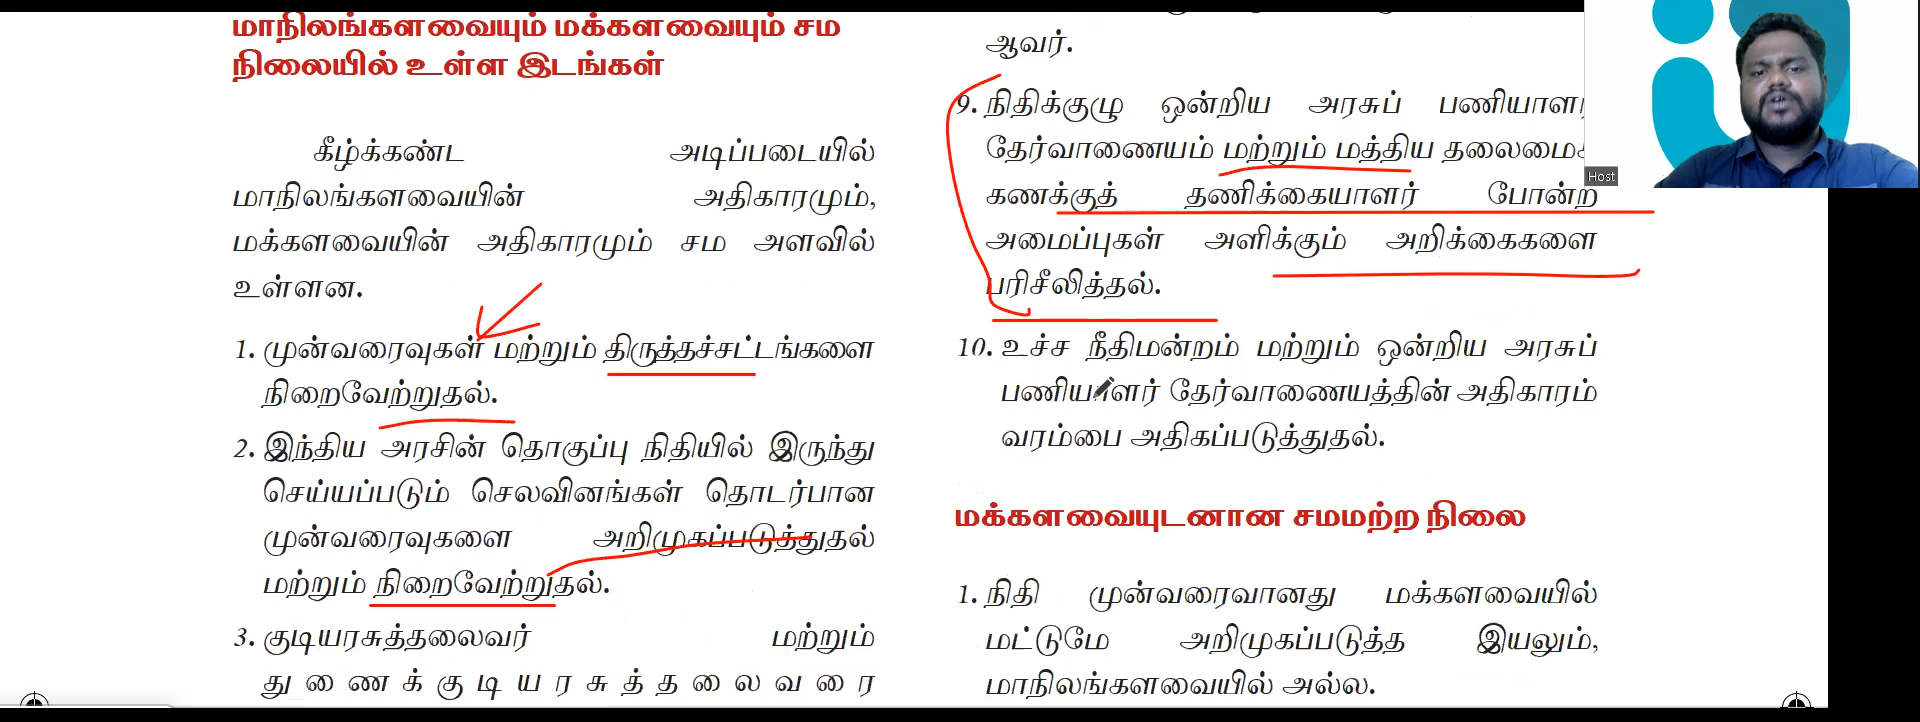 மாநிலங்களவையும் மக்களவையும் சம
நிலையில் உள்ள இடங்கள்
கீழ்க்கண்ட அடிப்படையில்
மாநிலங்களவையின் அதிகாரமும்,
மக்களவையின் அதிகாரமும் சம அளவில்
உள்ளன.
1. முன்வரைவுகள் மற்றும் திருத்தச்சட்டங்களை
நிறைவேற்றுதல்.
2. இந்திய அரசின் தொகுப்பு நிதியில் இருந்து
செய்யப்படும் செலவினங்கள் தொடர்பான
முன்வரைவுகளை அறிமுகப்படுத்துதல்
மற்றும் நிறைவேற்றுதல்.
3. குடியரசுத்தலைவர் மற்றும்
துணைக்குடியரசுத்தலைவரை
ஆவர்.
9. நிதிக்குழு ஒன்றிய அரசுப்
தேர்வாணையம் மற்றும் மத்திய
கணக்குத் தணிக்கையாளர் போன்ற
அமைப்புகள் அளிக்கும் அறிக்கைகளை
பரிசீலித்தல்.
10. உச்ச நீதிமன்றம் மற்றும் ஒன்றிய அரசுப்
பணியாளர் தேர்வாணையத்தின் அதிகாரம்
வரம்பை அதிகப்படுத்துதல்.
மக்களவையுடனான சமமற்ற நிலை
1. நிதி முன்வரைவானது மக்களவையில்
மட்டுமே அறிமுகப்படுத்த இயலும்,
மாநிலங்களவையில் அல்ல.
Host